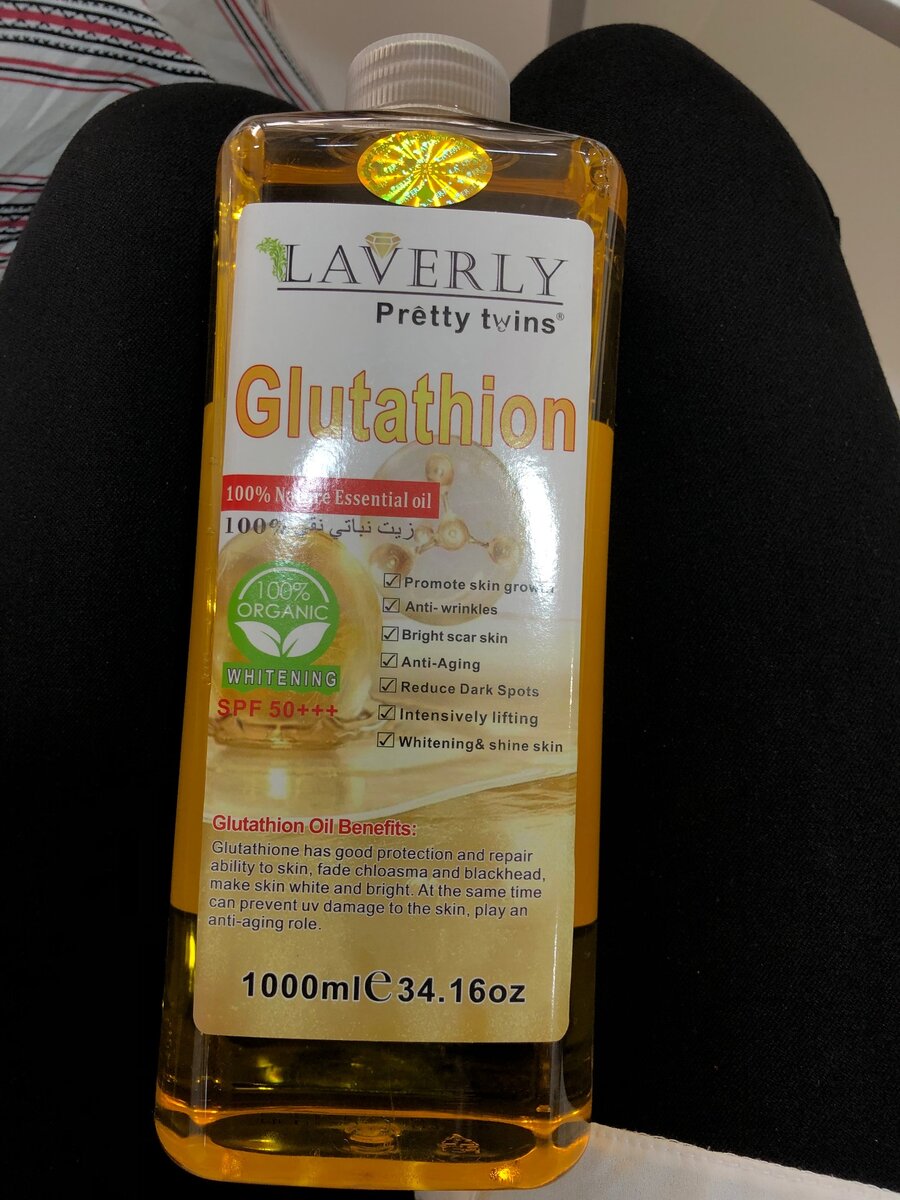 LAVERLY
Prêtty twins®
Glutathion
100% Nature Essential oil
100% زيت نباتي نقي
100%
ORGANIC
WHITENING
SPF 50+++
Promote skin growth
Anti-wrinkles
Bright scar skin
Anti-Aging
Reduce Dark Spots
Intensively lifting
Whitening& shine skin
Glutathion Oil Benefits:
Glutathione has good protection and repair
ability to skin, fade chloasma and blackhead,
make skin white and bright. At the same time
can prevent uv damage to the skin, play an
anti-aging role.
1000ml℮34.16oz